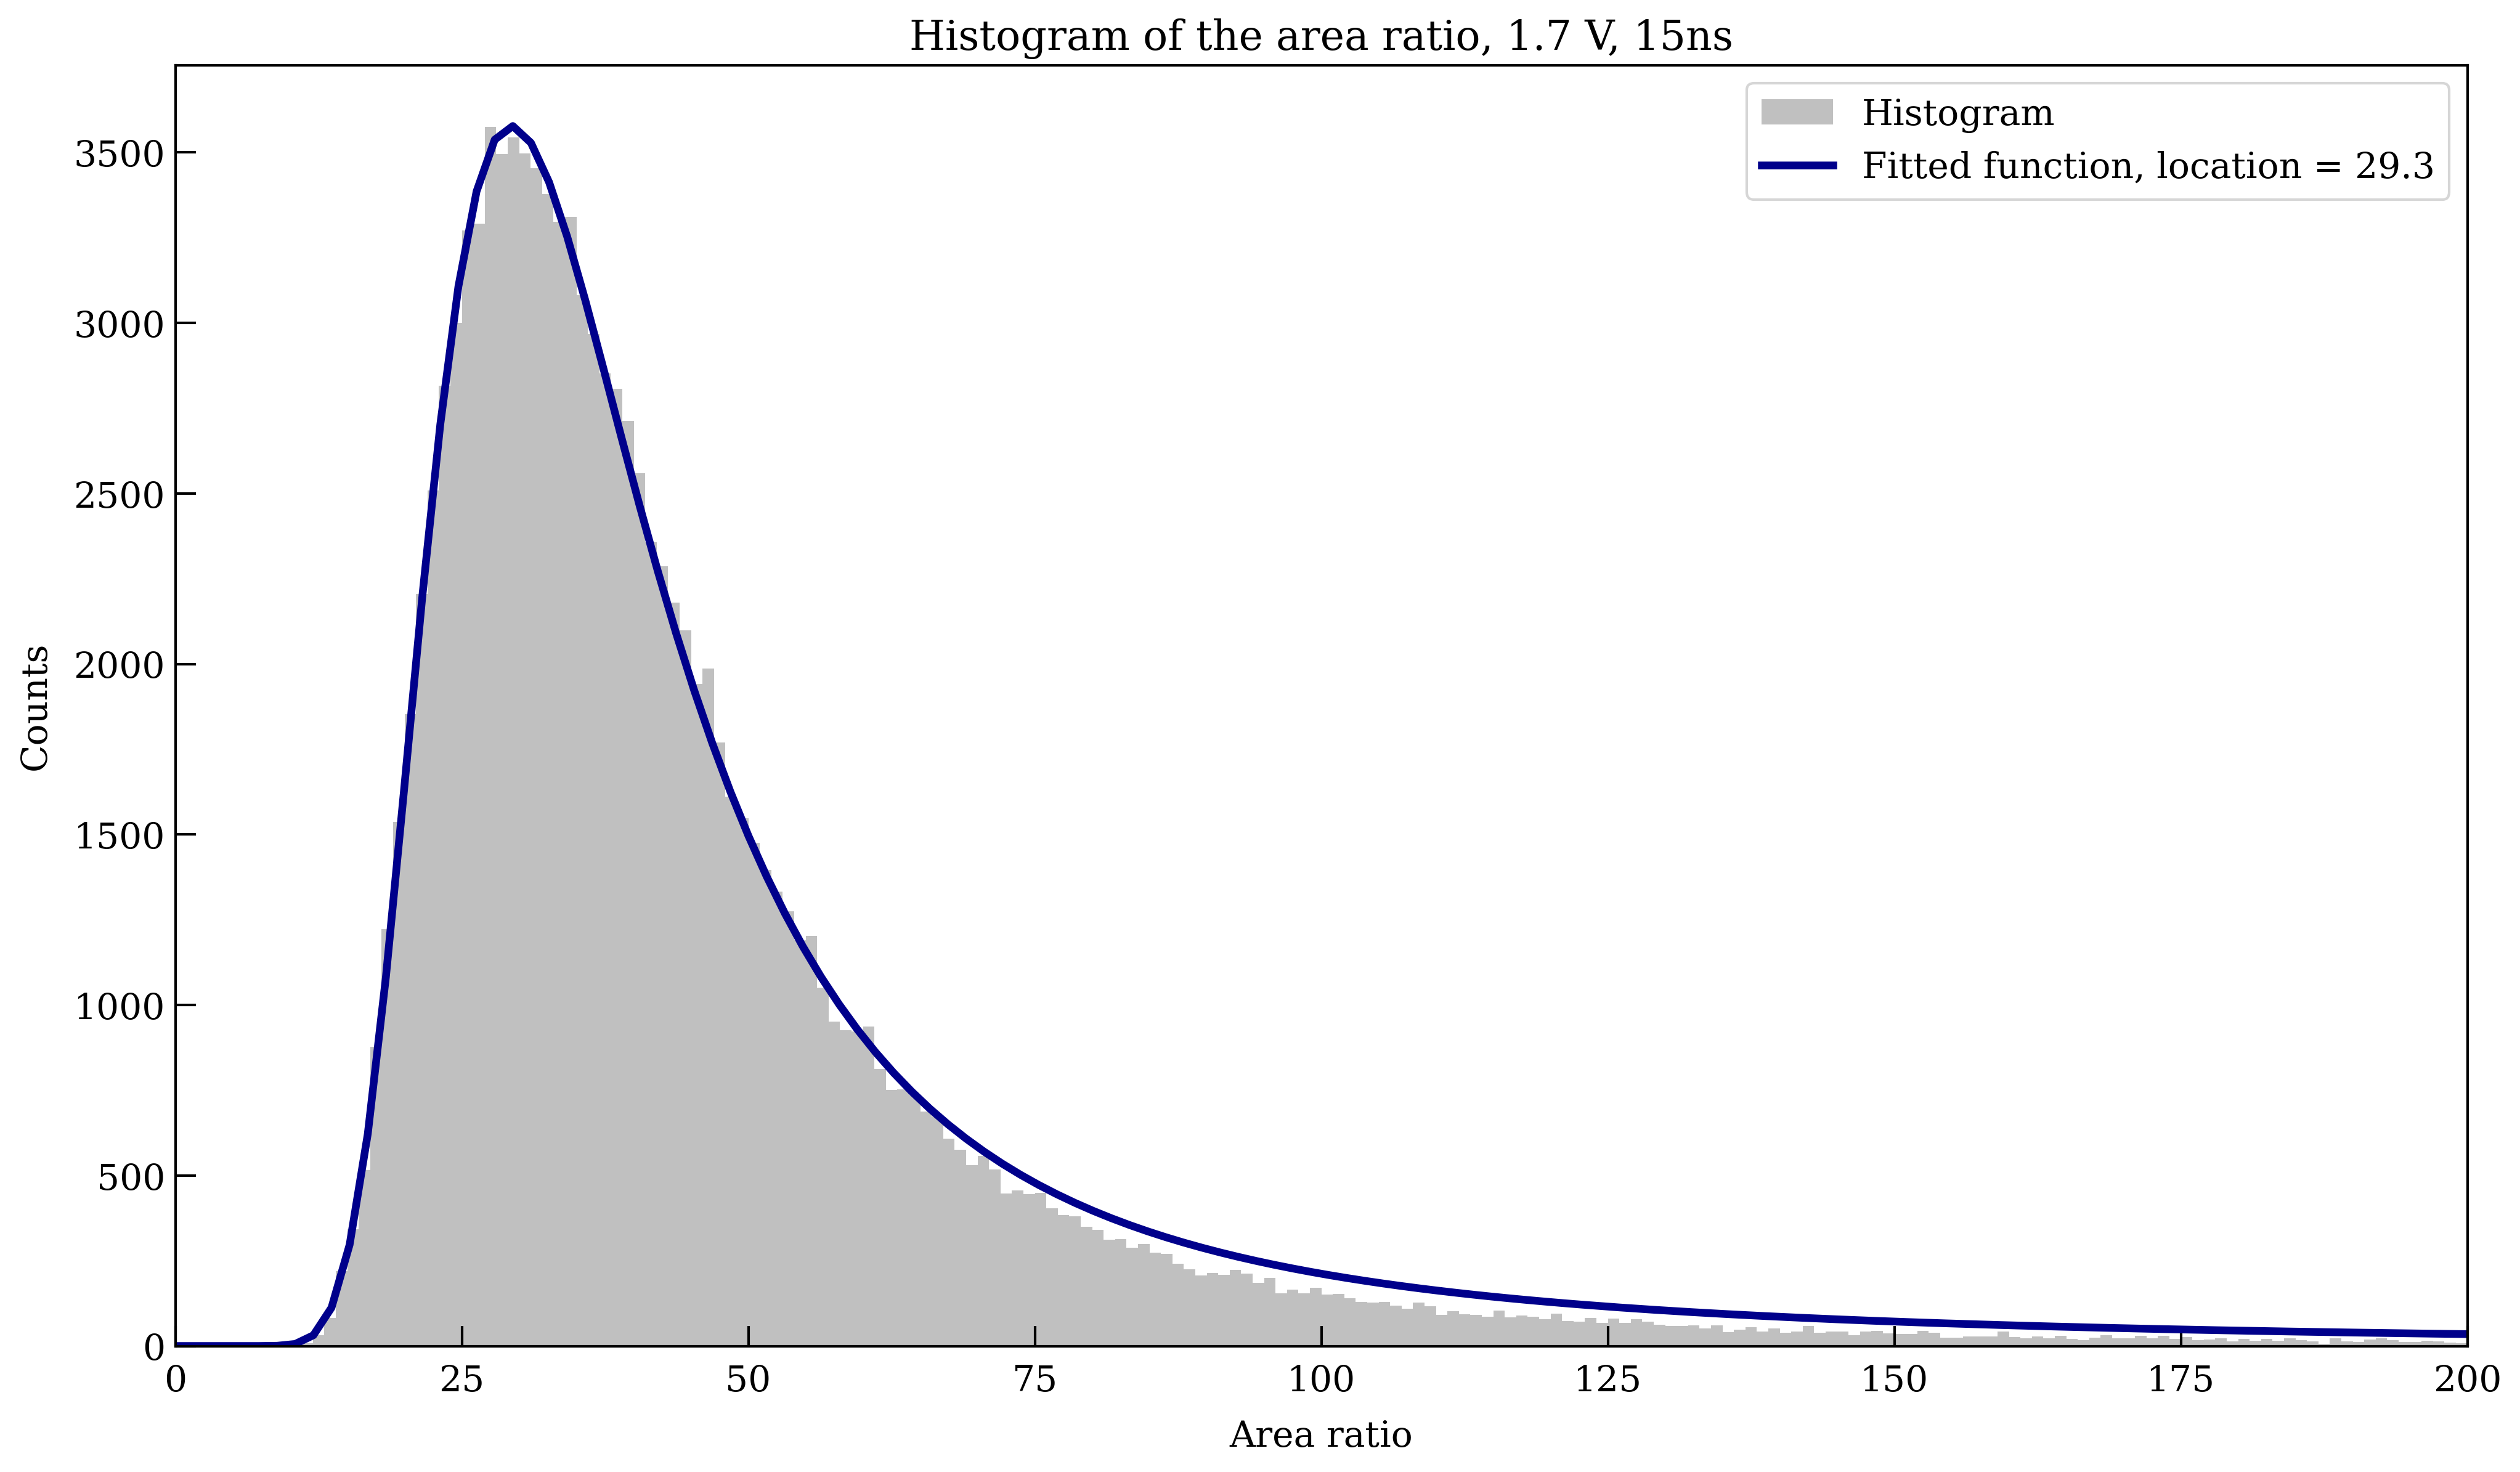 Histogram of the area ratio, 1.7 V, 15ns
Histogram
Fitted function, location = 29.3
3500
3000
2500
2000
1500
1000
500
0
Counts
0 25 50 75 100 125 150 175 200
Area ratio